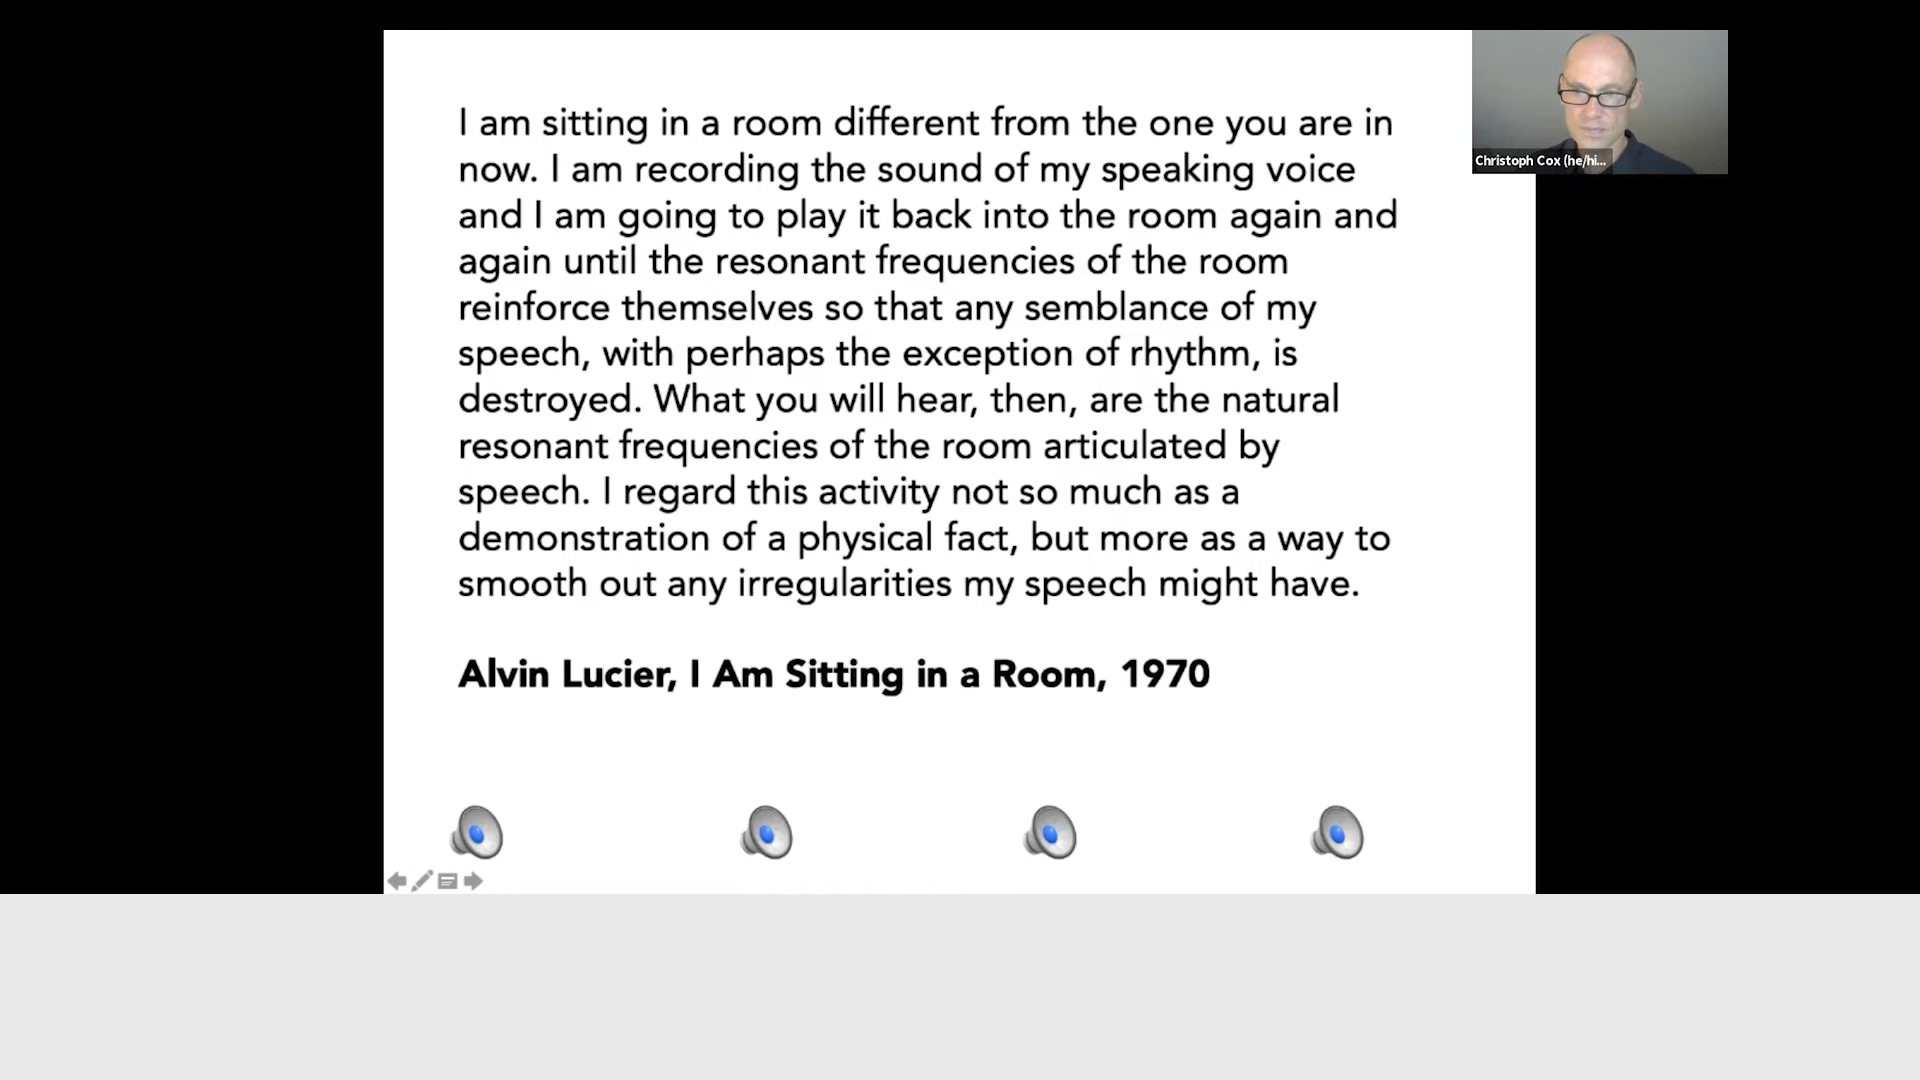 I am sitting in a room different from the one you are in
now. I am recording the sound of my speaking voice
and I am going to play it back into the room again and
again until the resonant frequencies of the room
reinforce themselves so that any semblance of my
speech, with perhaps the exception of rhythm, is
destroyed. What you will hear, then, are the natural
resonant frequencies of the room articulated by
speech. I regard this activity not so much as a
demonstration of a physical fact, but more as a way to
smooth out any irregularities my speech might have.
Alvin Lucier, I Am Sitting in a Room, 1970
Christoph Cox (he/hi...